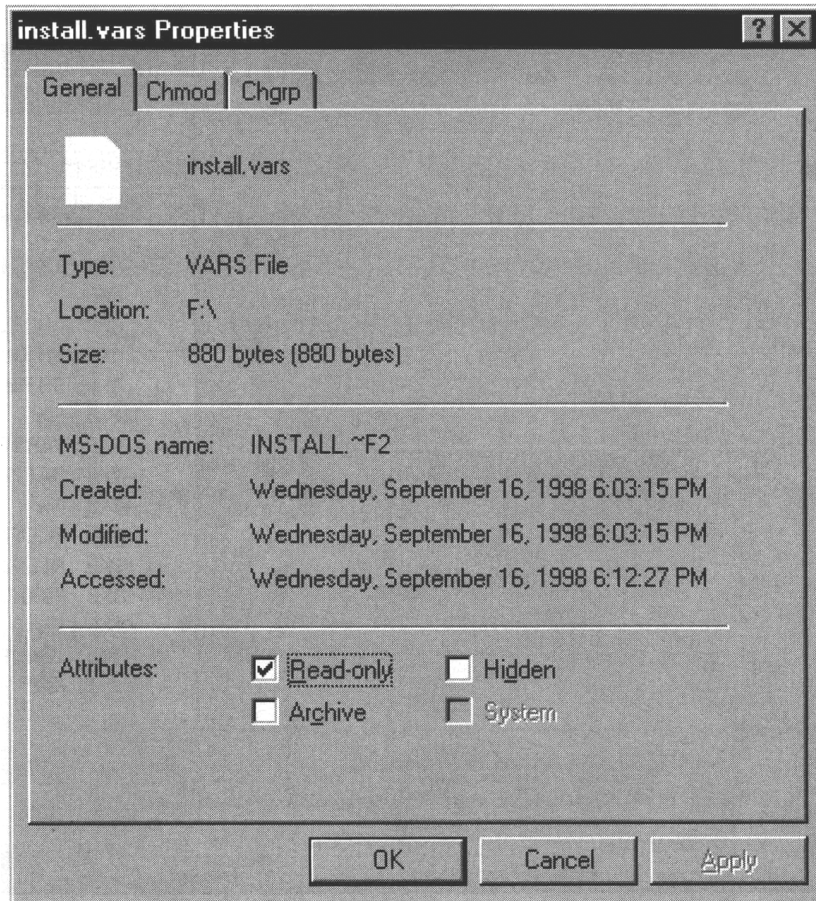 install.vars Properties
General Chmod Chgrp
install.vars
Type: VARS File
Location: F:\
Size: 880 bytes (880 bytes)
MS-DOS name: INSTALL.~F2
Created: Wednesday, September 16, 1998 6:03:15 PM
Modified: Wednesday, September 16, 1998 6:03:15 PM
Accessed: Wednesday, September 16, 1998 6:12:27 PM
Attributes: Read-only Hidden
Archive System
OK Cancel Apply